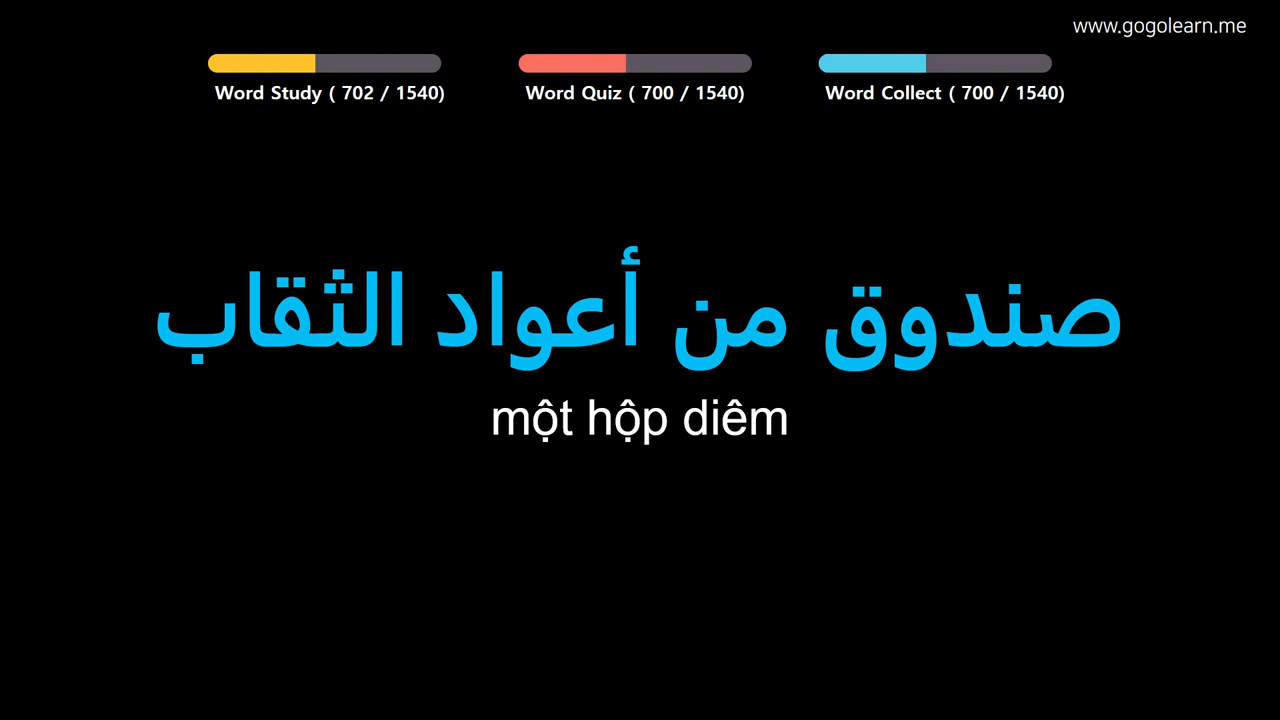 www.gogolearn.me
Word Study ( 702 / 1540)
Word Quiz ( 700 / 1540)
Word Collect ( 700 / 1540)
صندوق من أعواد الثقاب
một hộp diêm